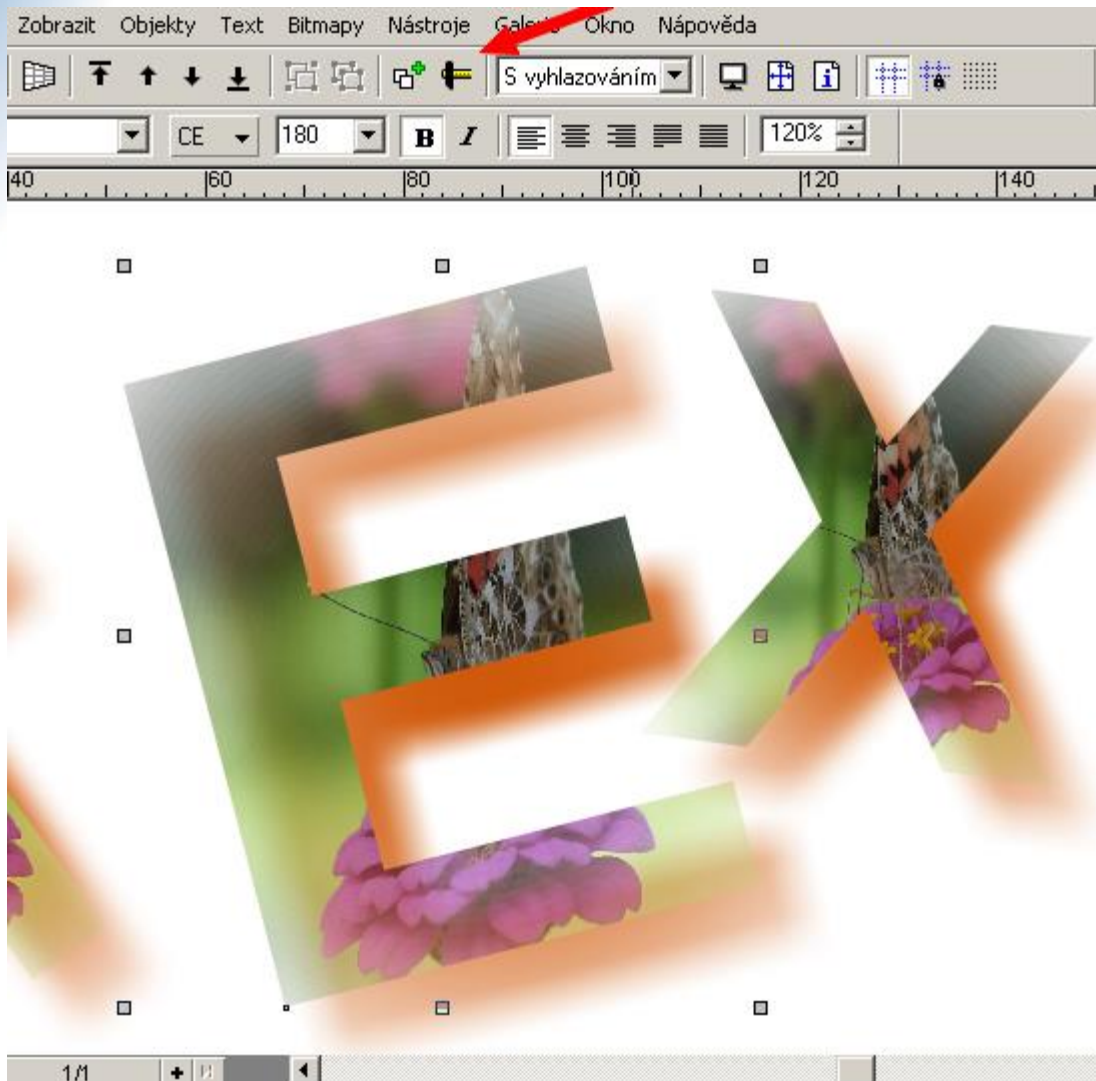 Zobrazit Objekty Text Bitmapy Nástroje Galerie Okno Nápověda
S vyhlazováním
CE 180 B I 120%
40 60 80 100 120 140
EX
1/1